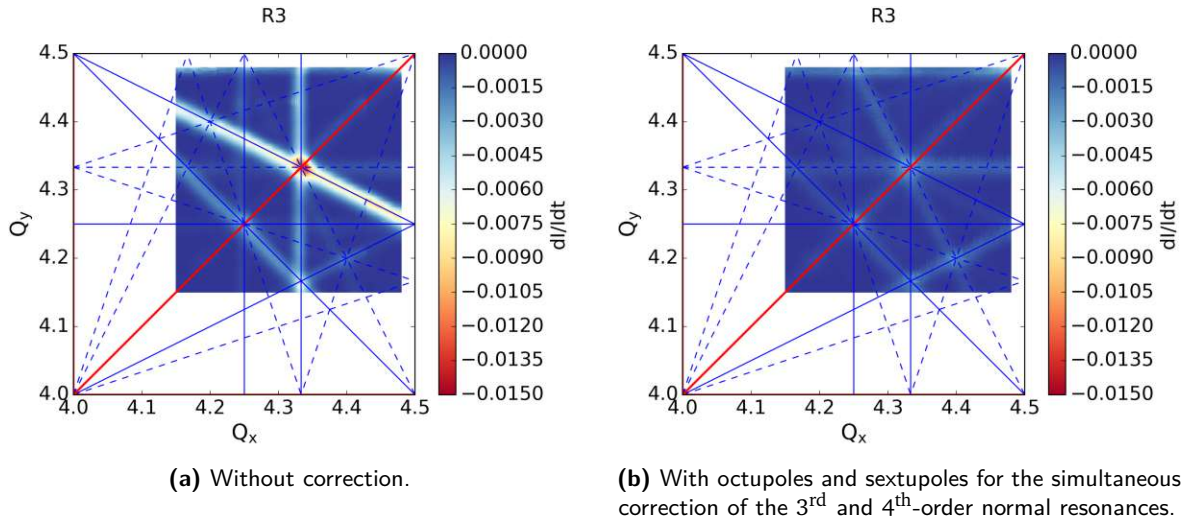 R3
4.5
4.4
4.3
4.2
4.1
4.0
Q_y
4.0 4.1 4.2 4.3 4.4 4.5
Q_x
0.0000
−0.0015
−0.0030
−0.0045
−0.0060
−0.0075
−0.0090
−0.0105
−0.0120
−0.0135
−0.0150
dI/dt
(a) Without correction.
R3
4.5
4.4
4.3
4.2
4.1
4.0
Q_y
4.0 4.1 4.2 4.3 4.4 4.5
Q_x
0.0000
−0.0015
−0.0030
−0.0045
−0.0060
−0.0075
−0.0090
−0.0105
−0.0120
−0.0135
−0.0150
dI/dt
(b) With octupoles and sextupoles for the simultaneous
correction of the 3rd and 4th-order normal resonances.